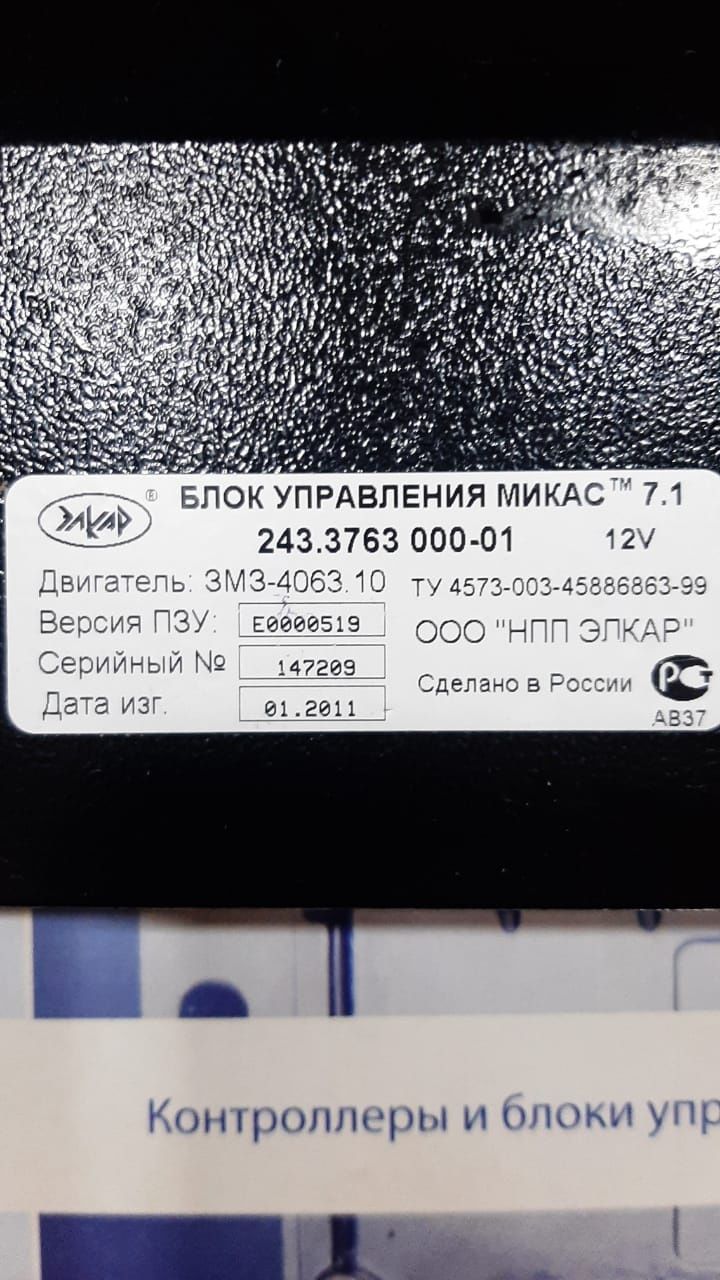 ЭЛКАР ® БЛОК УПРАВЛЕНИЯ МИКАС™ 7.1
243.3763 000-01 12V
Двигатель: ЗМЗ-4063.10 ТУ 4573-003-45886863-99
Версия ПЗУ: E0000519 ООО "НПП ЭЛКАР"
Серийный № 147209
Сделано в России РСТ
Дата изг. 01.2011 АВ37
Контроллеры и блоки упр